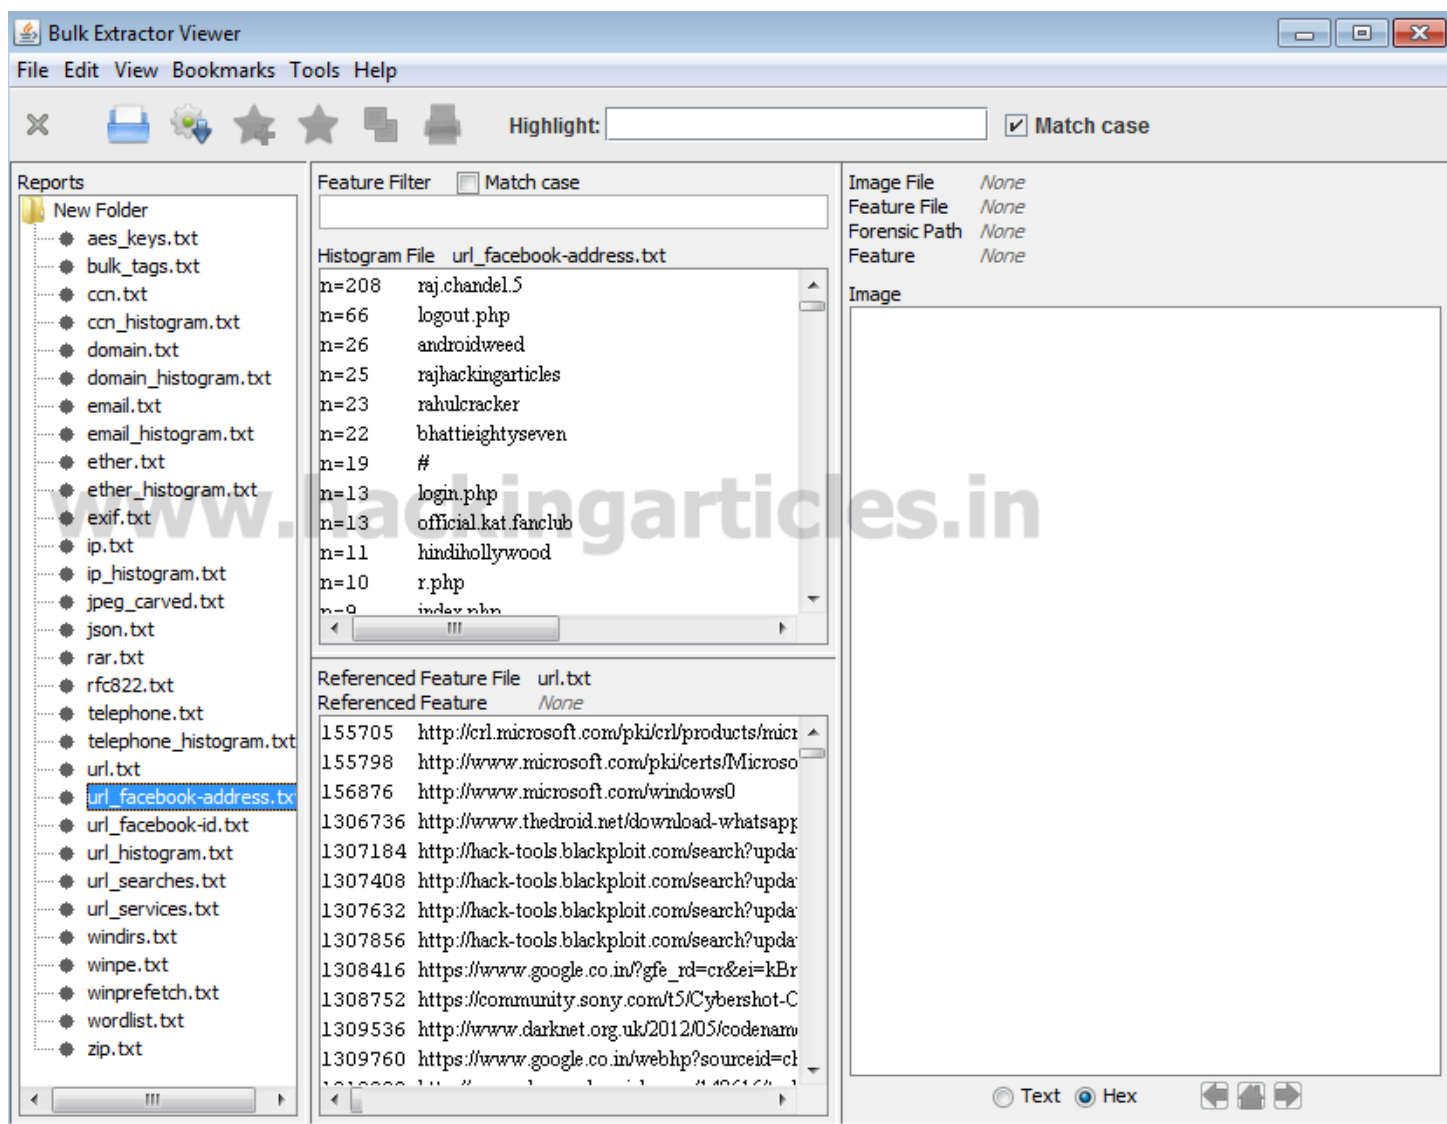 Bulk Extractor Viewer
File Edit View Bookmarks Tools Help
Highlight:
Match case
Reports
New Folder
aes_keys.txt
bulk_tags.txt
ccn.txt
ccn_histogram.txt
domain.txt
domain_histogram.txt
email.txt
email_histogram.txt
ether.txt
ether_histogram.txt
exif.txt
ip.txt
ip_histogram.txt
jpeg_carved.txt
json.txt
rar.txt
rfc822.txt
telephone.txt
telephone_histogram.txt
url.txt
url_facebook-address.tx
url_facebook-id.txt
url_histogram.txt
url_searches.txt
url_services.txt
windirs.txt
winpe.txt
winprefetch.txt
wordlist.txt
zip.txt
Feature Filter Match case
Histogram File url_facebook-address.txt
n=208 raj.chandel.5
n=66 logout.php
n=26 androidweed
n=25 rajhackingarticles
n=23 rahulcracker
n=22 bhattieightyseven
n=19 #
n=13 login.php
n=13 official.kat.fanclub
n=11 hindihollywood
n=10 r.php
n=9 index.php
Referenced Feature File url.txt
Referenced Feature None
155705 http://crl.microsoft.com/pki/crl/products/micr
155798 http://www.microsoft.com/pki/certs/Microso
156876 http://www.microsoft.com/windows0
1306736 http://www.thedroid.net/download-whatsapp
1307184 http://hack-tools.blackploit.com/search?upda
1307408 http://hack-tools.blackploit.com/search?upda
1307632 http://hack-tools.blackploit.com/search?upda
1307856 http://hack-tools.blackploit.com/search?upda
1308416 https://www.google.co.in/?gfe_rd=cr&ei=kBr
1308752 https://community.sony.com/t5/Cybershot-C
1309536 http://www.darknet.org.uk/2012/05/codenam
1309760 https://www.google.co.in/webhp?sourceid=cl
Image File None
Feature File None
Forensic Path None
Feature None
Image
Text Hex
www.hackingarticles.in